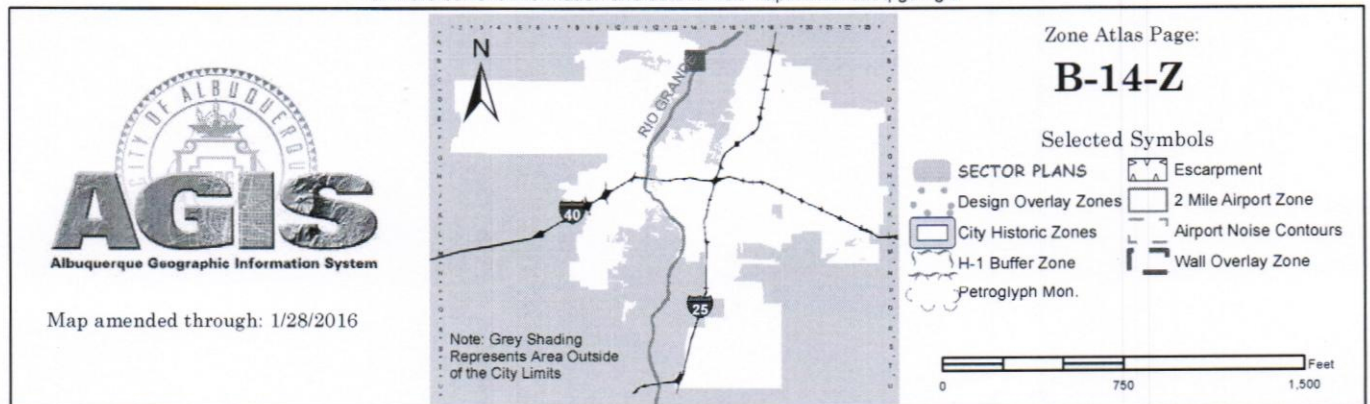 CITY OF ALBUQUERQUE
AGIS
Albuquerque Geographic Information System
Map amended through: 1/28/2016
N
RIO GRANDE
40
25
Note: Grey Shading
Represents Area Outside
of the City Limits
Zone Atlas Page:
B-14-Z
Selected Symbols
SECTOR PLANS
Design Overlay Zones
City Historic Zones
H-1 Buffer Zone
Petroglyph Mon.
Escarpment
2 Mile Airport Zone
Airport Noise Contours
Wall Overlay Zone
Feet
0 750 1,500